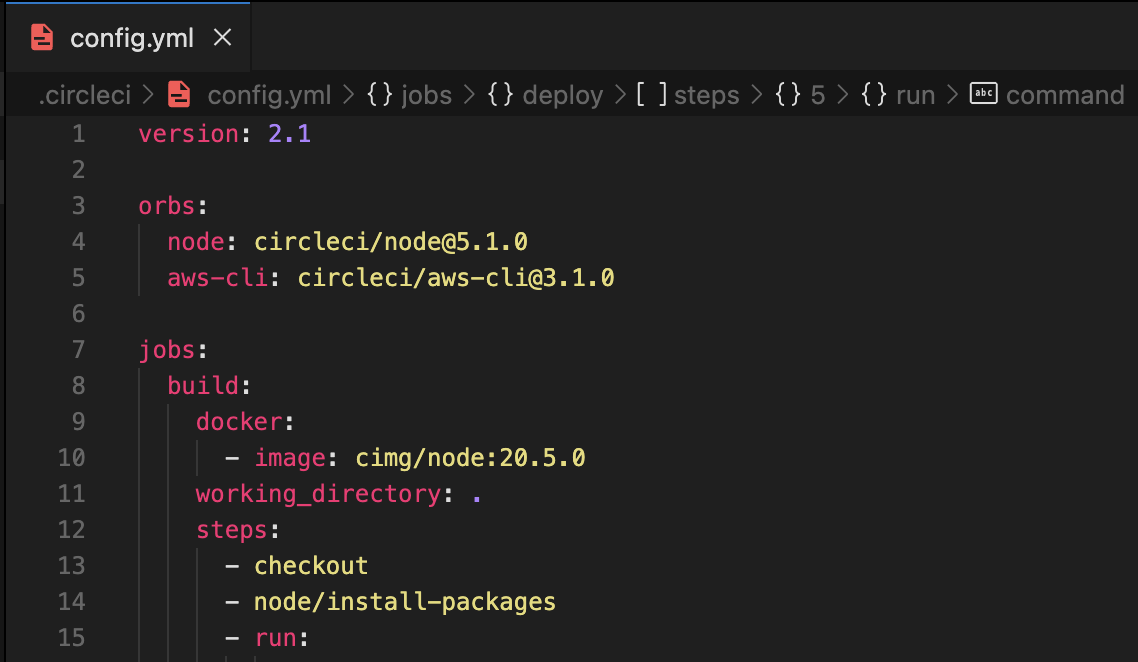 config.yml
.circleci > config.yml > {} jobs > {} deploy > [ ] steps > {} 5 > {} run > abc command
1 version: 2.1
2
3 orbs:
4   node: circleci/node@5.1.0
5   aws-cli: circleci/aws-cli@3.1.0
6
7 jobs:
8   build:
9     docker:
10       - image: cimg/node:20.5.0
11     working_directory: .
12     steps:
13       - checkout
14       - node/install-packages
15       - run: